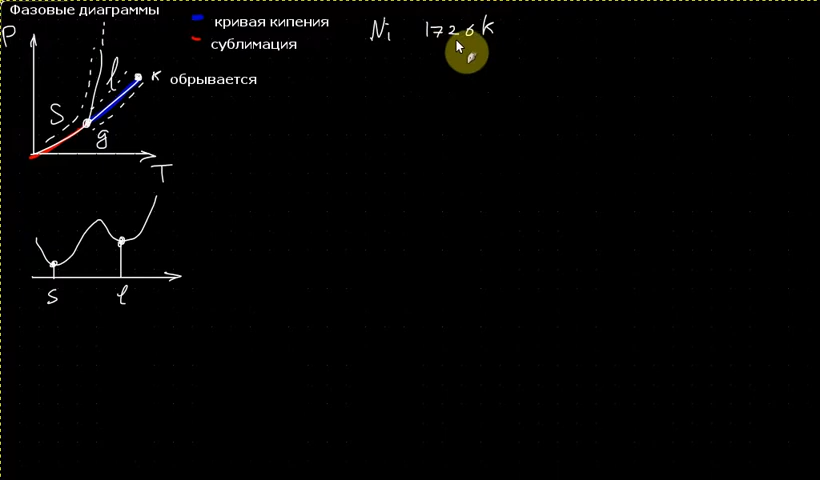 Фазовые диаграммы
P
кривая кипения
сублимация
Ni 1726 K
K обрывается
l
S
g
T
S l